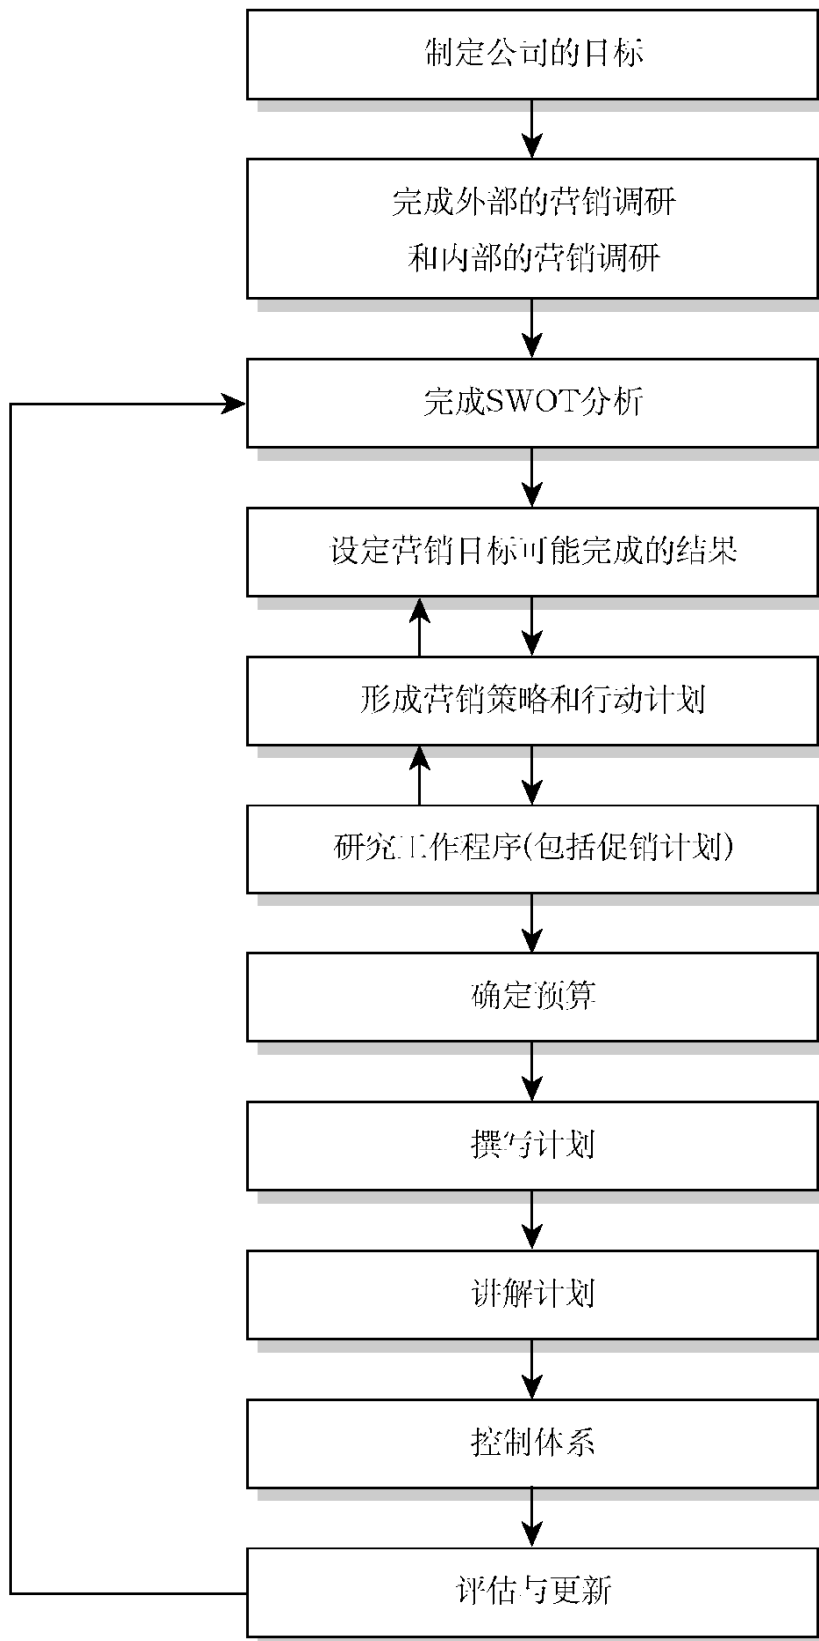 制定公司的目标
完成外部的营销调研
和内部的营销调研
完成SWOT分析
设定营销目标可能完成的结果
形成营销策略和行动计划
研究工作程序(包括促销计划)
确定预算
撰写计划
讲解计划
控制体系
评估与更新